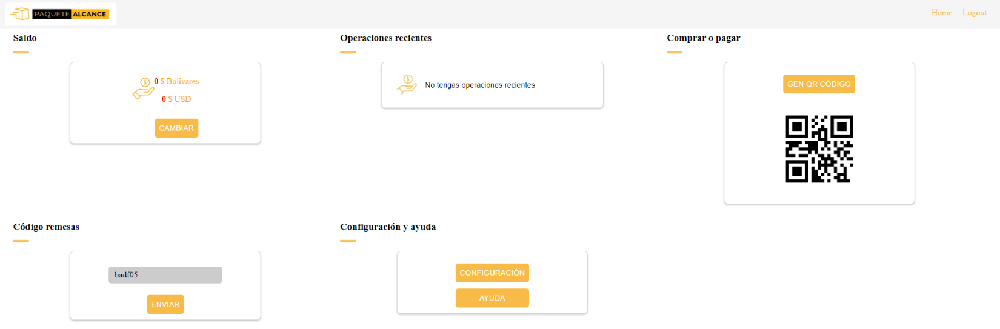 PAQUETE ALCANCE
Home Logout
Saldo
0 $ Bolívares
0 $ USD
CAMBIAR
Operaciones recientes
No tengas operaciones recientes
Comprar o pagar
GEN QR CÓDIGO
Código remesas
badf05
ENVIAR
Configuración y ayuda
CONFIGURACIÓN
AYUDA